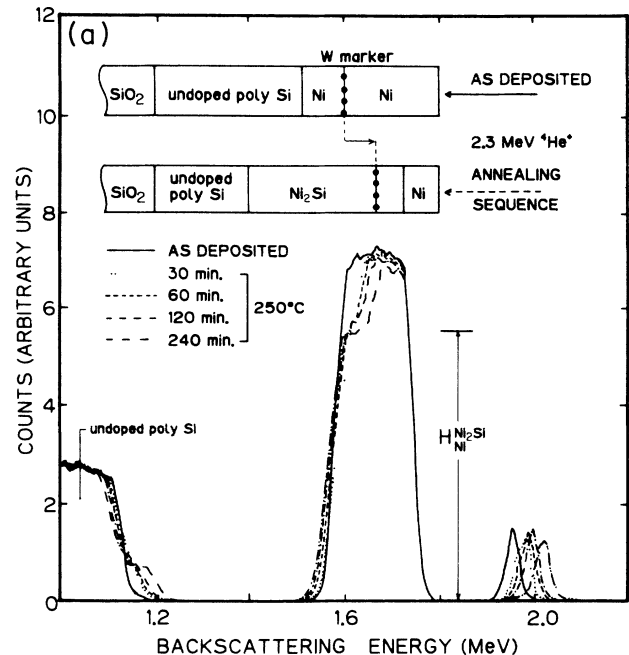 (a)
W marker
SiO₂ undoped poly Si Ni Ni
AS DEPOSITED
2.3 MeV ⁴He⁺
SiO₂ undoped poly Si Ni₂Si Ni
ANNEALING
SEQUENCE
AS DEPOSITED
30 min.
60 min.
120 min.
240 min.
250°C
undoped poly Si
H Ni₂Si Ni
12
10
8
6
4
2
0
1.2
1.6
2.0
COUNTS (ARBITRARY UNITS)
BACKSCATTERING ENERGY (MeV)